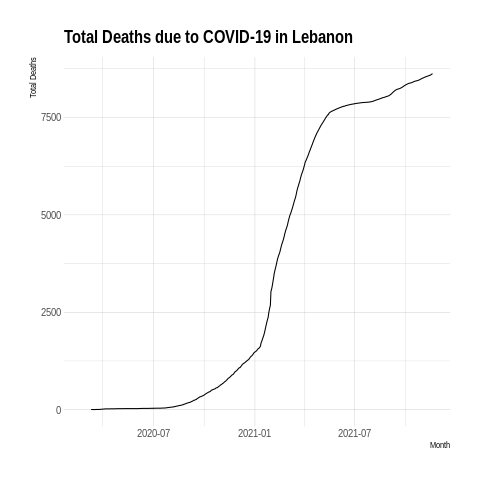 Total Deaths due to COVID-19 in Lebanon
Total Deaths
7500
5000
2500
0
2020-07 2021-01 2021-07
Month